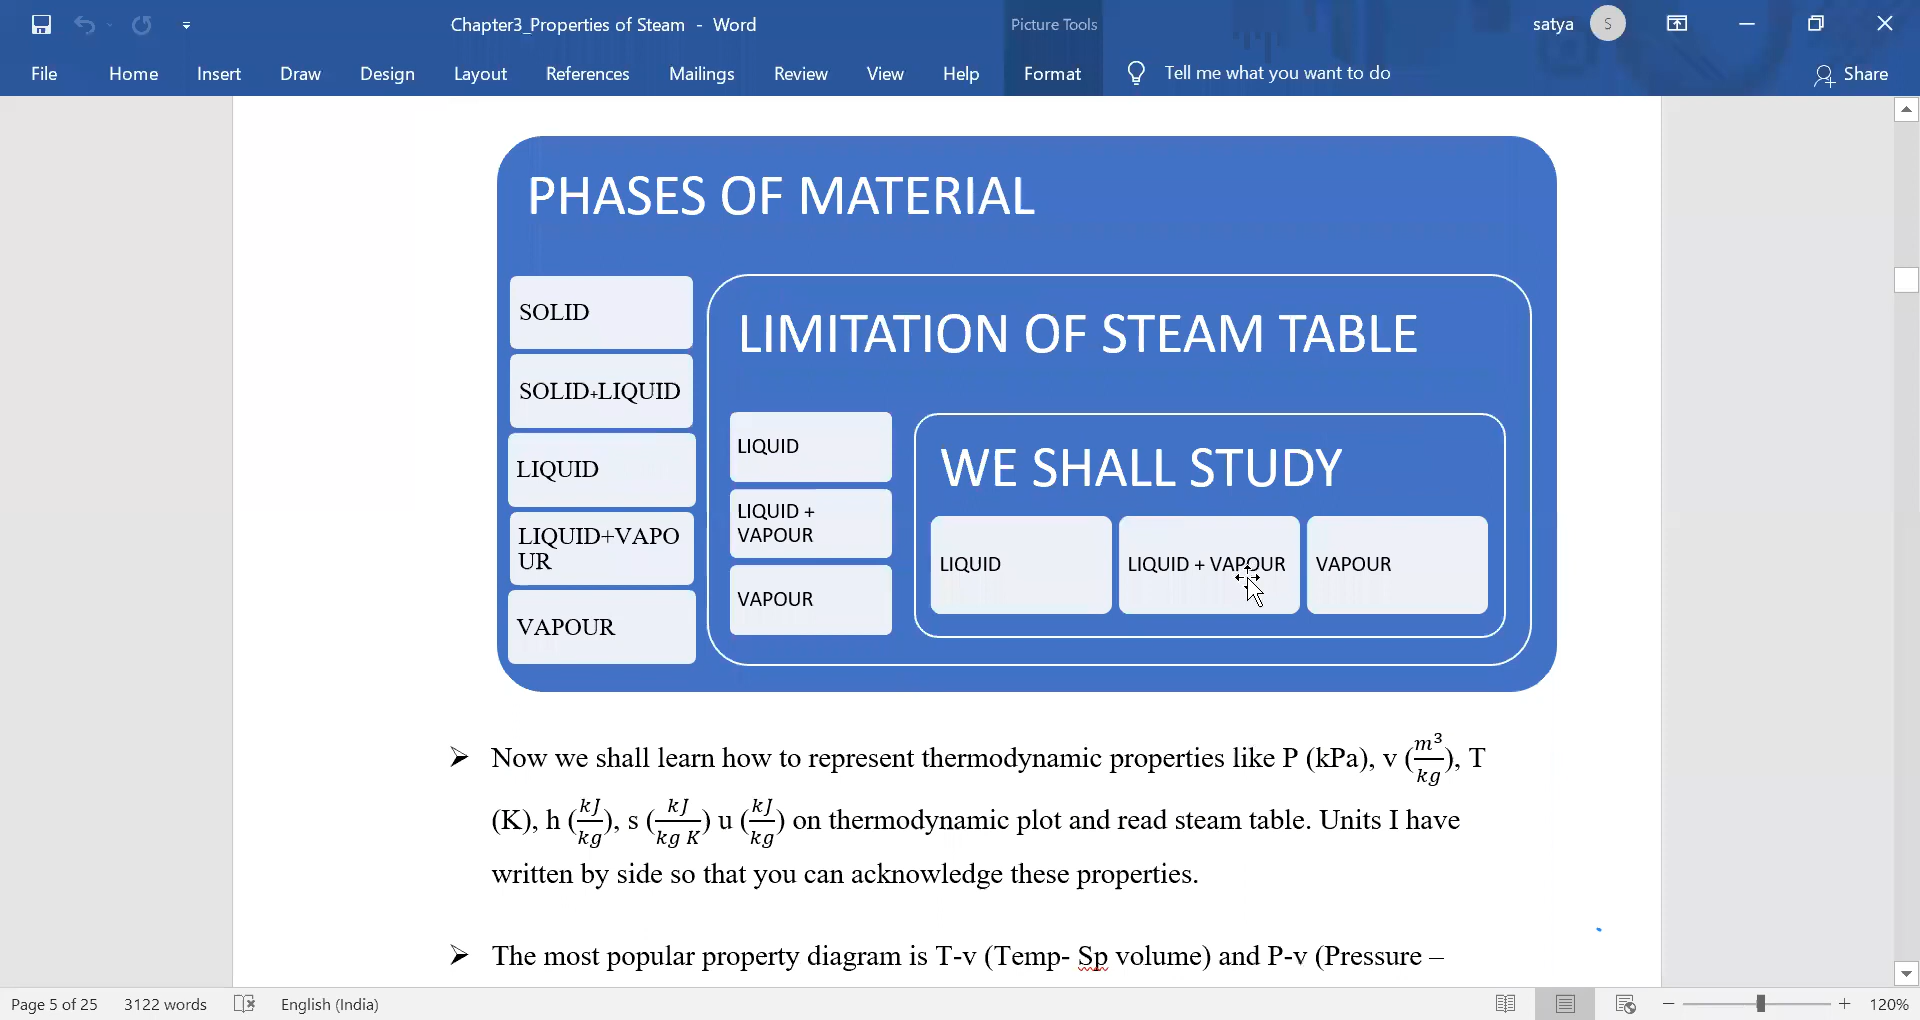 Chapter3_Properties of Steam - Word
Picture Tools
satya
S
File Home Insert Draw Design Layout References Mailings Review View Help Format Tell me what you want to do Share
PHASES OF MATERIAL
SOLID
SOLID+LIQUID
LIQUID
LIQUID+VAPO
UR
VAPOUR
LIMITATION OF STEAM TABLE
LIQUID
LIQUID +
VAPOUR
VAPOUR
WE SHALL STUDY
LIQUID
LIQUID + VAPOUR
VAPOUR
➢ Now we shall learn how to represent thermodynamic properties like P (kPa), v (m³/kg), T
(K), h (kJ/kg), s (kJ/kg K) u (kJ/kg) on thermodynamic plot and read steam table. Units I have
written by side so that you can acknowledge these properties.
➢ The most popular property diagram is T-v (Temp- Sp volume) and P-v (Pressure –
Page 5 of 25 3122 words English (India) 120%